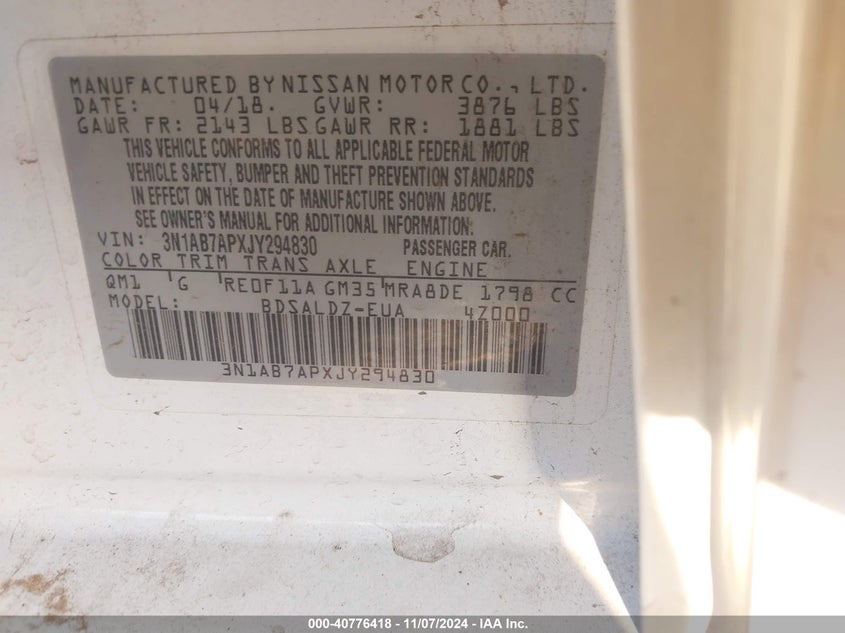 MANUFACTURED BY NISSAN MOTOR CO., LTD.
DATE: 04/18. GVWR: 3876 LBS
GAWR FR: 2143 LBS GAWR RR: 1881 LBS
THIS VEHICLE CONFORMS TO ALL APPLICABLE FEDERAL MOTOR
VEHICLE SAFETY, BUMPER AND THEFT PREVENTION STANDARDS
IN EFFECT ON THE DATE OF MANUFACTURE SHOWN ABOVE.
SEE OWNER'S MANUAL FOR ADDITIONAL INFORMATION.
VIN: 3N1AB7APXJY294830 PASSENGER CAR.
COLOR TRIM TRANS AXLE ENGINE
QM1 G RE0F11A GM35 MRA8DE 1798 CC
MODEL: BDSALDZ-EUA 4Z000
3N1AB7APXJY294830
000-40776418 - 11/07/2024 - IAA Inc.